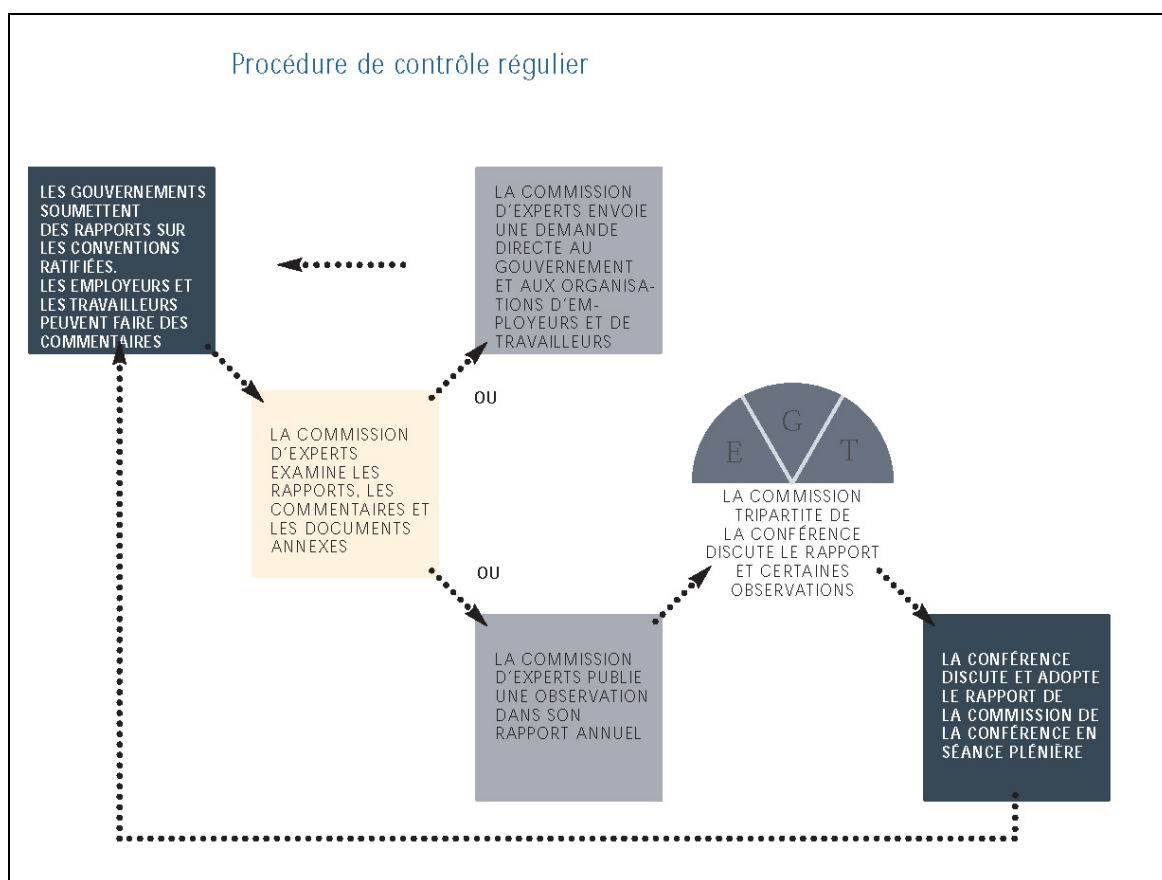 Procédure de contrôle régulier
LES GOUVERNEMENTS
SOUMETTENT
DES RAPPORTS SUR
LES CONVENTIONS
RATIFIÉES.
LES EMPLOYEURS ET
LES TRAVAILLEURS
PEUVENT FAIRE DES
COMMENTAIRES
LA COMMISSION
D'EXPERTS ENVOIE
UNE DEMANDE
DIRECTE AU
GOUVERNEMENT
ET AUX ORGANISA-
TIONS D'EM-
PLOYEURS ET DE
TRAVAILLEURS
OU
LA COMMISSION
D'EXPERTS
EXAMINE LES
RAPPORTS, LES
COMMENTAIRES ET
LES DOCUMENTS
ANNEXES
OU
E G T
LA COMMISSION
TRIPARTITE DE
LA CONFÉRENCE
DISCUTE LE RAPPORT
ET CERTAINES
OBSERVATIONS
LA COMMISSION
D'EXPERTS PUBLIE
UNE OBSERVATION
DANS SON
RAPPORT ANNUEL
LA CONFÉRENCE
DISCUTE ET ADOPTE
LE RAPPORT DE
LA COMMISSION DE
LA CONFÉRENCE EN
SÉANCE PLÉNIÈRE